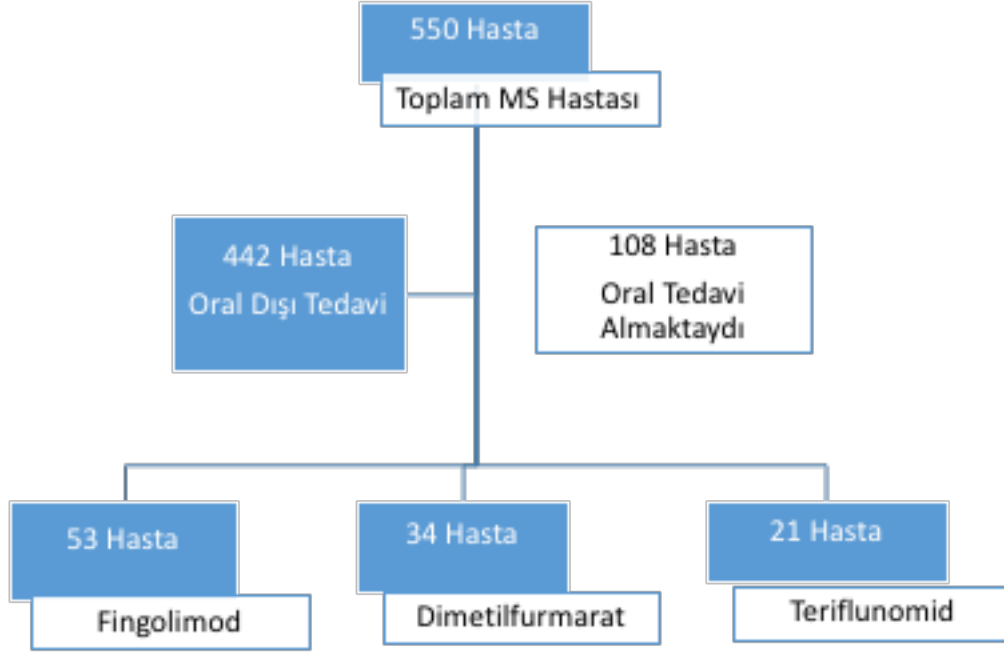 550 Hasta
Toplam MS Hastası
442 Hasta
Oral Dışı Tedavi
108 Hasta
Oral Tedavi
Almaktaydı
53 Hasta
Fingolimod
34 Hasta
Dimetilfurmarat
21 Hasta
Teriflunomid